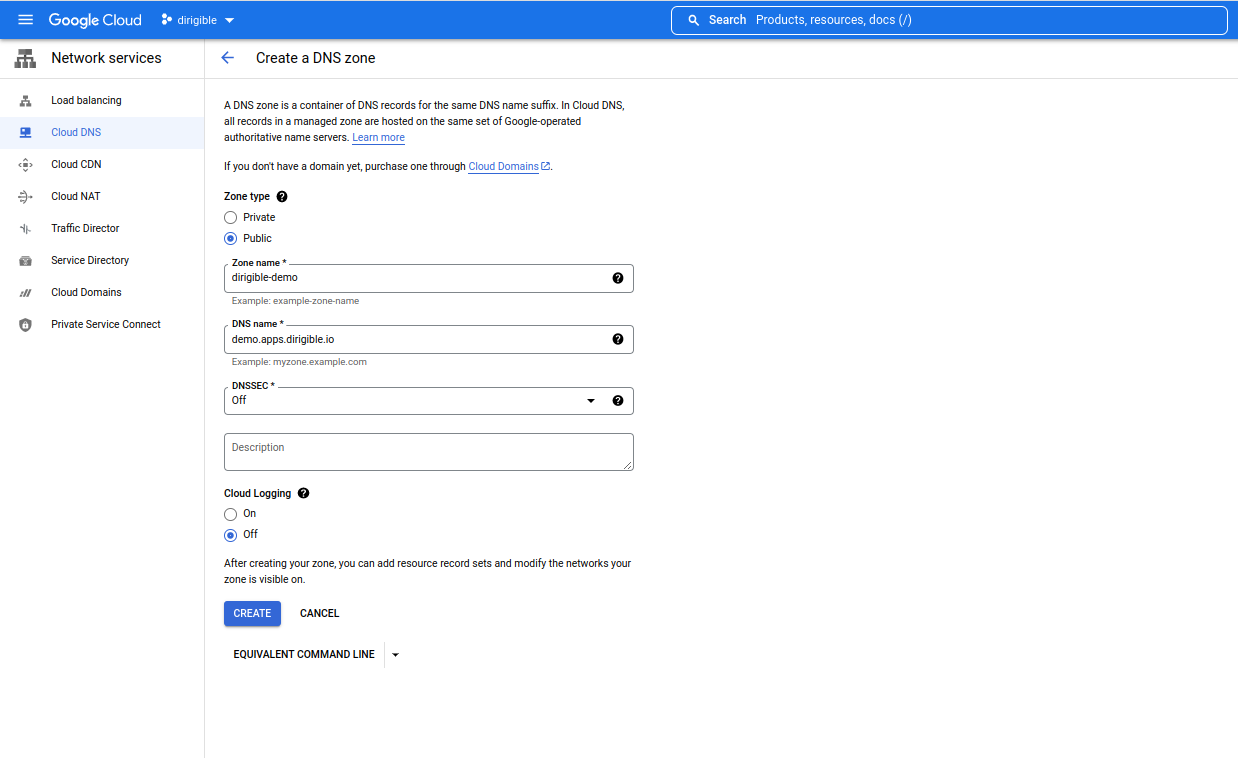 Google Cloud
dirigible
Search Products, resources, docs (/)
Network services
Create a DNS zone
Load balancing
Cloud DNS
Cloud CDN
Cloud NAT
Traffic Director
Service Directory
Cloud Domains
Private Service Connect
A DNS zone is a container of DNS records for the same DNS name suffix. In Cloud DNS,
all records in a managed zone are hosted on the same set of Google-operated
authoritative name servers. Learn more
If you don't have a domain yet, purchase one through Cloud Domains.
Zone type
Private
Public
Zone name *
dirigible-demo
Example: example-zone-name
DNS name *
demo.apps.dirigible.io
Example: myzone.example.com
DNSSEC *
Off
Description
Cloud Logging
On
Off
After creating your zone, you can add resource record sets and modify the networks your
zone is visible on.
CREATE
CANCEL
EQUIVALENT COMMAND LINE